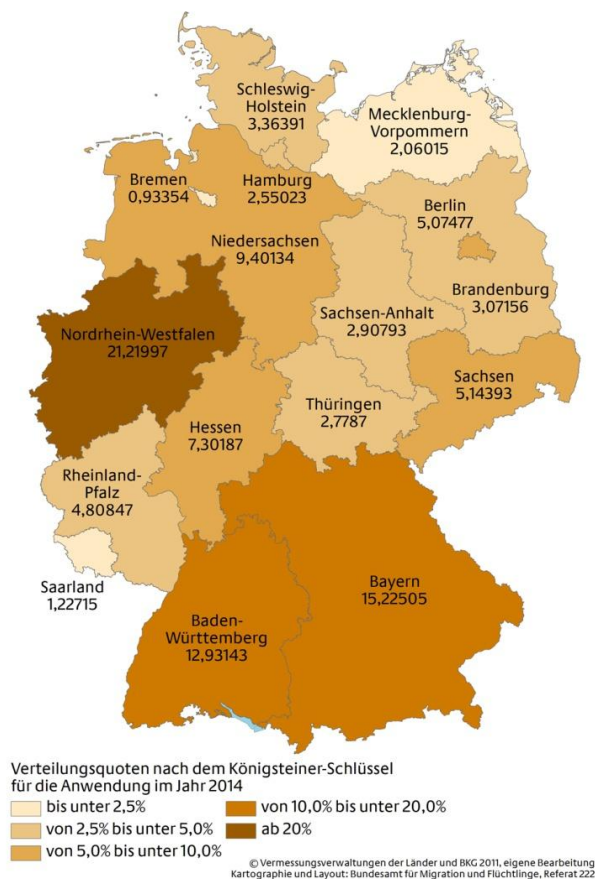 Schleswig-
Holstein
3,36391
Mecklenburg-
Vorpommern
2,06015
Bremen
0,93354
Hamburg
2,55023
Berlin
5,07477
Niedersachsen
9,40134
Brandenburg
3,07156
Sachsen-Anhalt
2,90793
Nordrhein-Westfalen
21,21997
Sachsen
5,14393
Thüringen
2,7787
Hessen
7,30187
Rheinland-
Pfalz
4,80847
Saarland
1,22715
Bayern
15,22505
Baden-
Württemberg
12,93143
Verteilungsquoten nach dem Königsteiner-Schlüssel
für die Anwendung im Jahr 2014
bis unter 2,5%
von 2,5% bis unter 5,0%
von 5,0% bis unter 10,0%
von 10,0% bis unter 20,0%
ab 20%
© Vermessungsverwaltungen der Länder und BKG 2011, eigene Bearbeitung
Kartographie und Layout: Bundesamt für Migration und Flüchtlinge, Referat 222